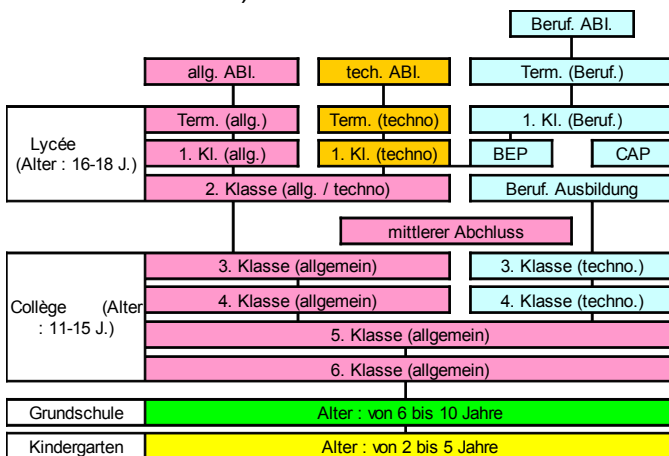 Beruf. ABI.
allg. ABI.
tech. ABI.
Term. (Beruf.)
Lycée
(Alter : 16-18 J.)
Term. (allg.)
Term. (techno)
1. Kl. (Beruf.)
1. Kl. (allg.)
1. Kl. (techno)
BEP
CAP
2. Klasse (allg. / techno)
Beruf. Ausbildung
mittlerer Abschluss
Collège (Alter
: 11-15 J.)
3. Klasse (allgemein)
3. Klasse (techno.)
4. Klasse (allgemein)
4. Klasse (techno.)
5. Klasse (allgemein)
6. Klasse (allgemein)
Grundschule
Alter : von 6 bis 10 Jahre
Kindergarten
Alter : von 2 bis 5 Jahre